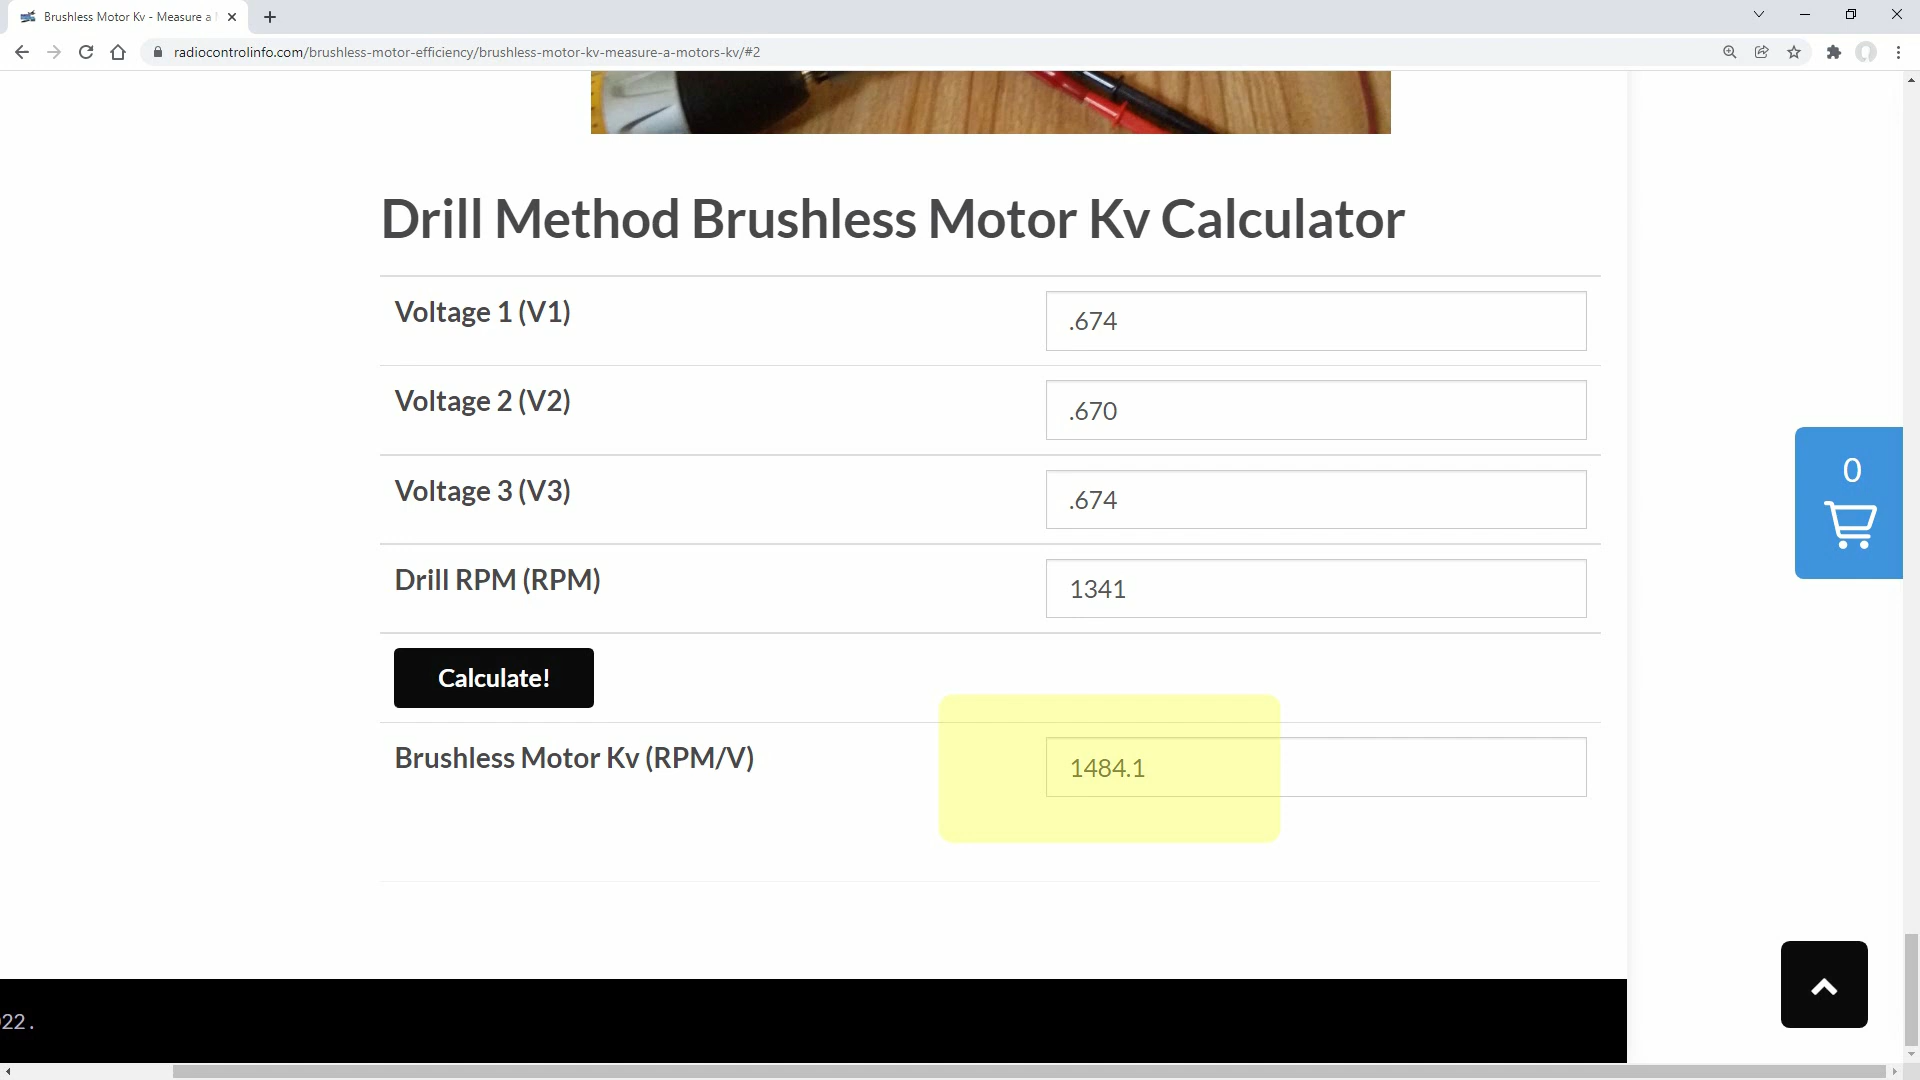 Brushless Motor Kv - Measure a
radiocontrolinfo.com/brushless-motor-efficiency/brushless-motor-kv-measure-a-motors-kv/#2
Drill Method Brushless Motor Kv Calculator
Voltage 1 (V1)
.674
Voltage 2 (V2)
.670
Voltage 3 (V3)
.674
Drill RPM (RPM)
1341
Calculate!
Brushless Motor Kv (RPM/V)
1484.1
0
22.